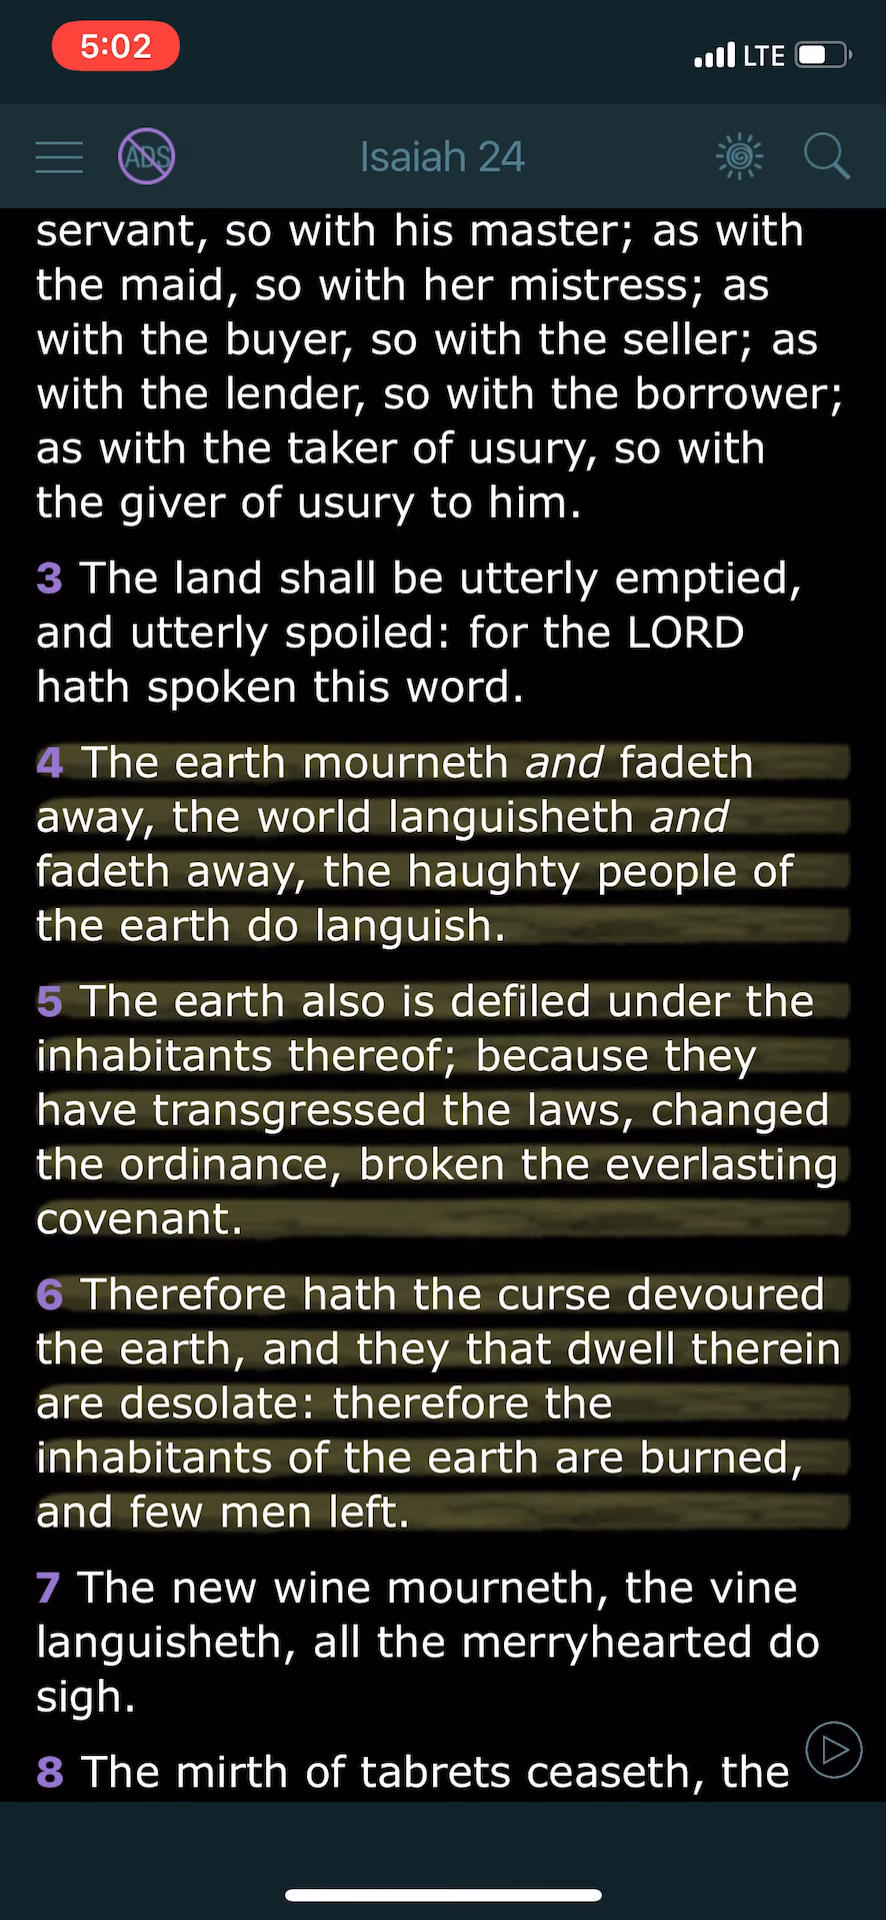 5:02
LTE
ADS
Isaiah 24
servant, so with his master; as with
the maid, so with her mistress; as
with the buyer, so with the seller; as
with the lender, so with the borrower;
as with the taker of usury, so with
the giver of usury to him.
3 The land shall be utterly emptied,
and utterly spoiled: for the LORD
hath spoken this word.
4 The earth mourneth and fadeth
away, the world languisheth and
fadeth away, the haughty people of
the earth do languish.
5 The earth also is defiled under the
inhabitants thereof; because they
have transgressed the laws, changed
the ordinance, broken the everlasting
covenant.
6 Therefore hath the curse devoured
the earth, and they that dwell therein
are desolate: therefore the
inhabitants of the earth are burned,
and few men left.
7 The new wine mourneth, the vine
languisheth, all the merryhearted do
sigh.
8 The mirth of tabrets ceaseth, the